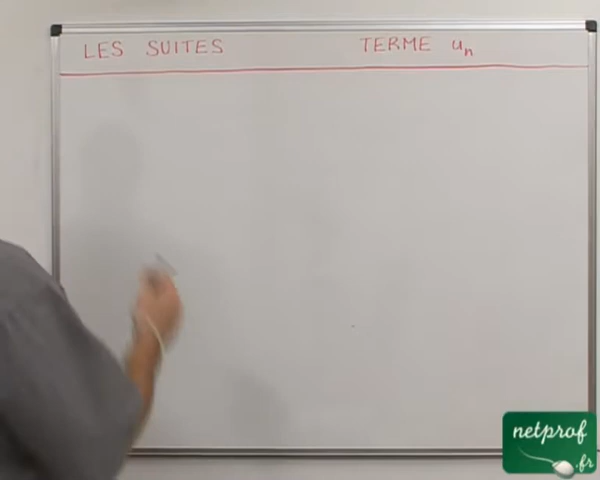 LES SUITES TERME uₙ
netprof
.fr